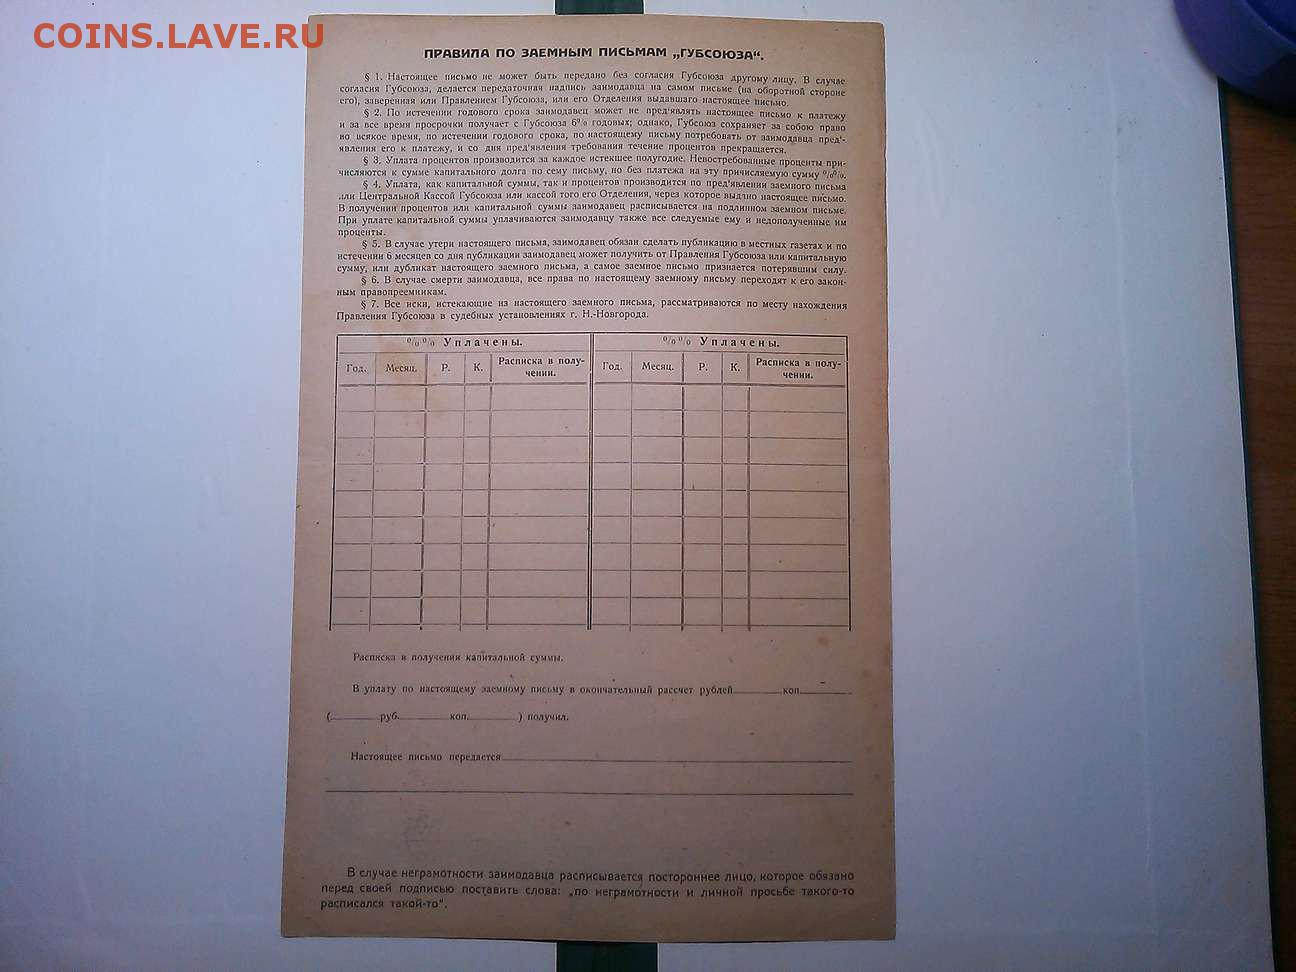 COINS.LAVE.RU
ПРАВИЛА ПО ЗАЕМНЫМ ПИСЬМАМ „ГУБСОЮЗА“.
§ 1. Настоящее письмо не может быть передано без согласия Губсоюза другому лицу. В случае
согласия Губсоюза, делается передаточная надпись заимодавца на самом письме (на оборотной стороне
его), заверенная или Правлением Губсоюза, или его Отделения выдавшего настоящее письмо.
§ 2. По истечении годового срока заимодавец может не пред'являть настоящее письмо к платежу
и за все время просрочки получает с Губсоюза 6% годовых; однако, Губсоюз сохраняет за собою право
во всякое время, по истечении годового срока, по настоящему письму потребовать от заимодавца пред'-
явления его к платежу, и со дня пред'явления требования течение процентов прекращается.
§ 3. Уплата процентов производится за каждое истекшее полугодие. Невостребованные проценты при-
числяются к сумме капитального долга по сему письму, но без платежа на эту причисляемую сумму %%.
§ 4. Уплата, как капитальной суммы, так и процентов производится по пред'явлении заемного письма
или Центральной Кассой Губсоюза или кассой того его Отделения, через которое выдано настоящее письмо.
В получении процентов или капитальной суммы заимодавец расписывается на подлинном заемном письме.
При уплате капитальной суммы уплачиваются заимодавцу также все следуемые ему и недополученные им
проценты.
§ 5. В случае утери настоящего письма, заимодавец обязан сделать публикацию в местных газетах и по
истечении 6 месяцев со дня публикации заимодавец может получить от Правления Губсоюза или капитальную
сумму, или дубликат настоящего заемного письма, а самое заемное письмо признается потерявшим силу.
§ 6. В случае смерти заимодавца, все права по настоящему заемному письму переходят к его закон-
ным правопреемникам.
§ 7. Все иски, истекающие из настоящего заемного письма, рассматриваются по месту нахождения
Правления Губсоюза в судебных установлениях г. Н.-Новгорода.
%% Уплачены. %% Уплачены.
Год. Месяц. Р. К. Расписка в полу-
чении. Год. Месяц. Р. К. Расписка в полу-
чении.
Расписка в получении капитальной суммы.
В уплату по настоящему заемному письму в окончательный рассчет рублей коп.
( руб. коп. ) получил.
Настоящее письмо передается
В случае неграмотности заимодавца расписывается постороннее лицо, которое обязано
перед своей подписью поставить слова: „по неграмотности и личной просьбе такого-то
расписался такой-то“.